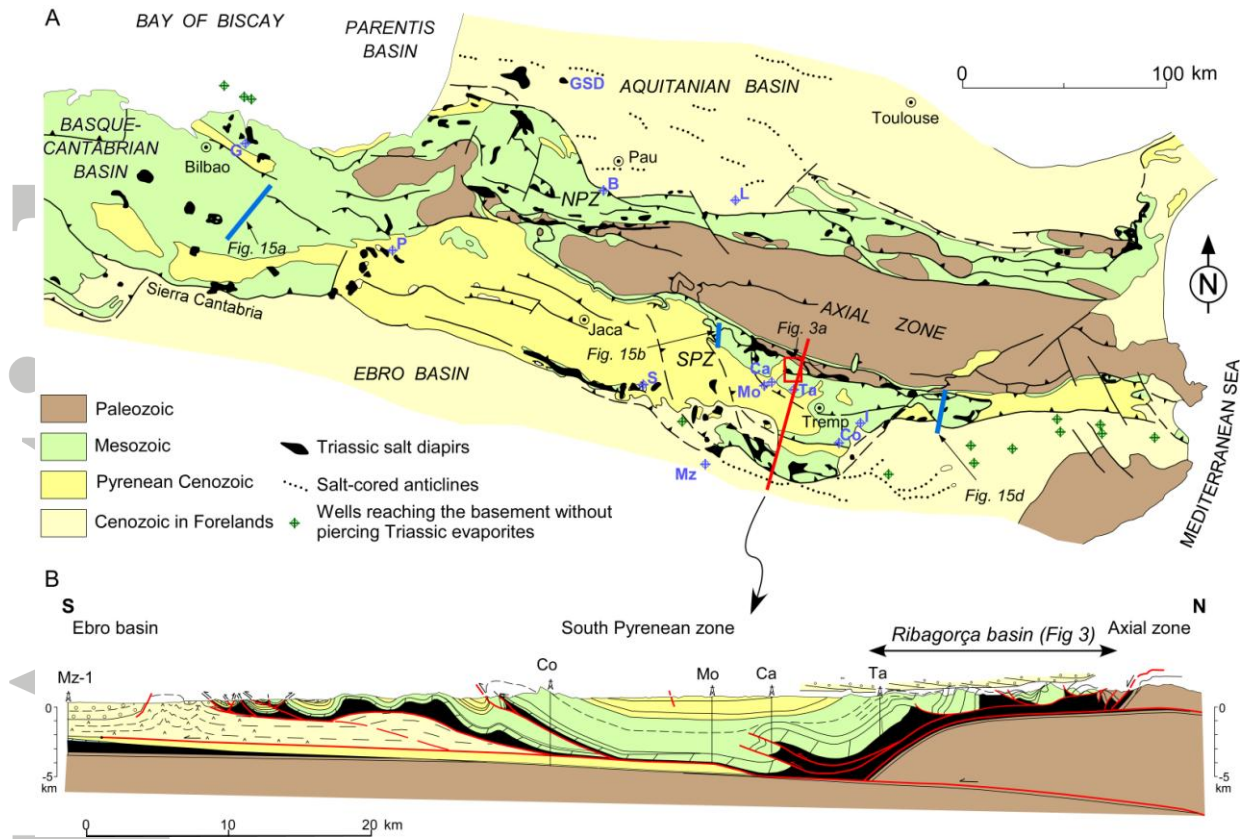 A
BAY OF BISCAY
PARENTIS
BASIN
0
100 km
GSD
AQUITANIAN BASIN
Toulouse
BASQUE-
CANTABRIAN
BASIN
G
Bilbao
Pau
B
NPZ
L
Fig. 15a
P
N
Sierra Cantabria
AXIAL ZONE
Jaca
Fig. 3a
Fig. 15b
SPZ
EBRO BASIN
S
Ca
Mo
Ta
Tremp
I
Co
Mz
Fig. 15d
MEDITERRANEAN SEA
Paleozoic
Mesozoic
Pyrenean Cenozoic
Cenozoic in Forelands
Triassic salt diapirs
Salt-cored anticlines
Wells reaching the basement without
piercing Triassic evaporites
B
S
N
Ebro basin
South Pyrenean zone
Ribagorça basin (Fig 3)
Axial zone
Mz-1
Co
Mo
Ca
Ta
0
-5
km
0
-5
km
0
10
20
km